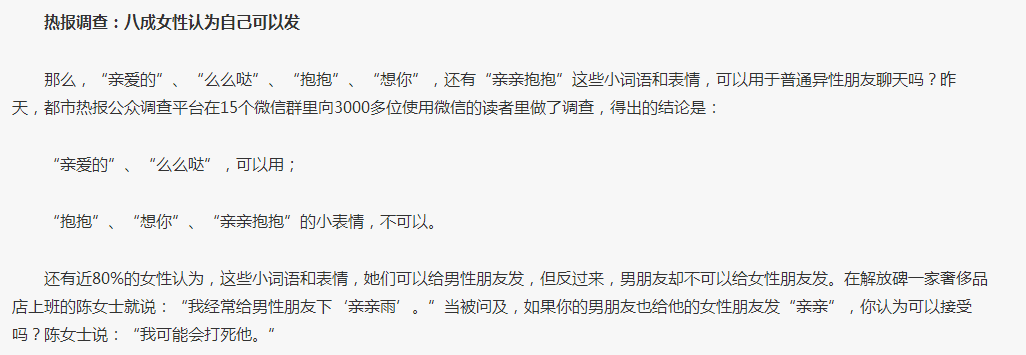 热报调查：八成女性认为自己可以发
那么，“亲爱的”、“么么哒”、“抱抱”、“想你”，还有“亲亲抱抱”这些小词语和表情，可以用于普通异性朋友聊天吗？昨
天，都市热报公众调查平台在15个微信群里向3000多位使用微信的读者里做了调查，得出的结论是：
“亲爱的”、“么么哒”，可以用；
“抱抱”、“想你”、“亲亲抱抱”的小表情，不可以。
还有近80%的女性认为，这些小词语和表情，她们可以给男性朋友发，但反过来，男朋友却不可以给女性朋友发。在解放碑一家奢侈品
店上班的陈女士就说：“我经常给男性朋友下‘亲亲雨’。”当被问及，如果你的男朋友也给他的女性朋友发“亲亲”，你认为可以接受
吗？陈女士说：“我可能会打死他。”